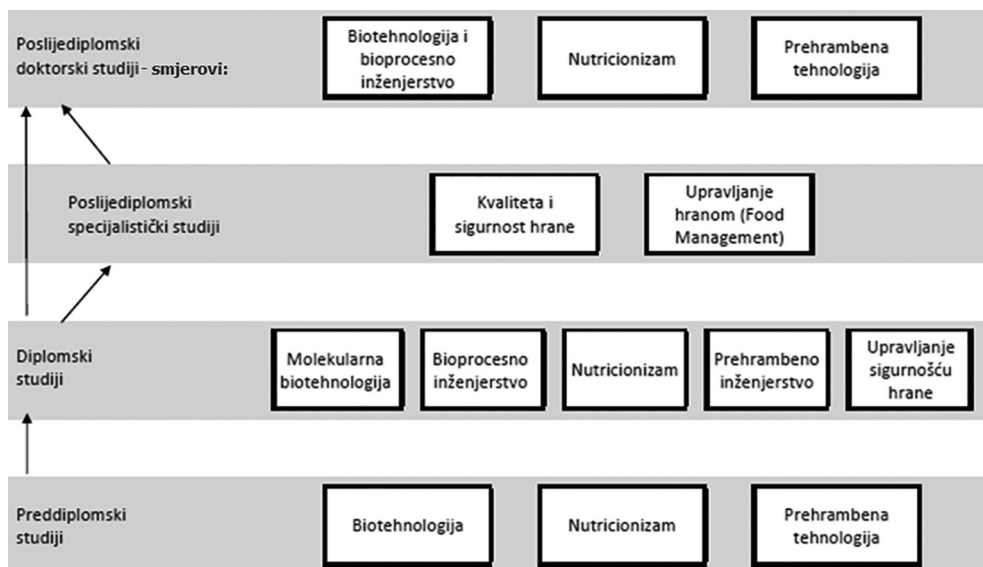 Poslijediplomski
doktorski studiji - smjerovi:
Biotehnologija i
bioprocesno
inženjerstvo
Nutricionizam
Prehrambena
tehnologija
Poslijediplomski
specijalistički studiji
Kvaliteta i
sigurnost hrane
Upravljanje
hranom (Food
Management)
Diplomski
studiji
Molekularna
biotehnologija
Bioprocesno
inženjerstvo
Nutricionizam
Prehrambeno
inženjerstvo
Upravljanje
sigurnošću
hrane
Preddiplomski
studiji
Biotehnologija
Nutricionizam
Prehrambena
tehnologija